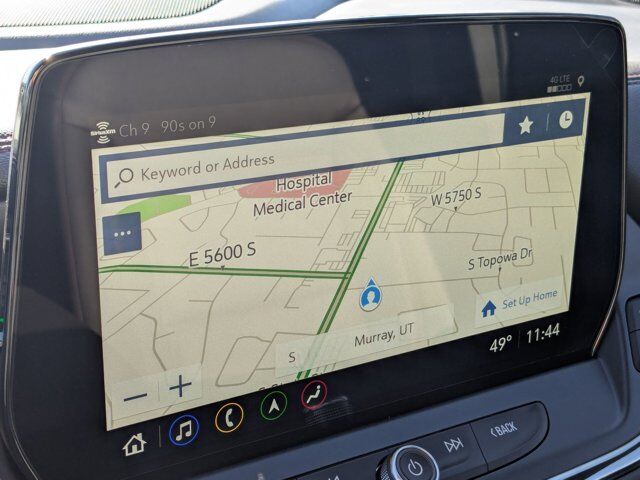 4G LTE
SiriusXM Ch 9 90s on 9
Keyword or Address
Hospital
Medical Center
W 5750 S
E 5600 S
S Topowa Dr
Set Up Home
Murray, UT
S
49° 11:44
BACK